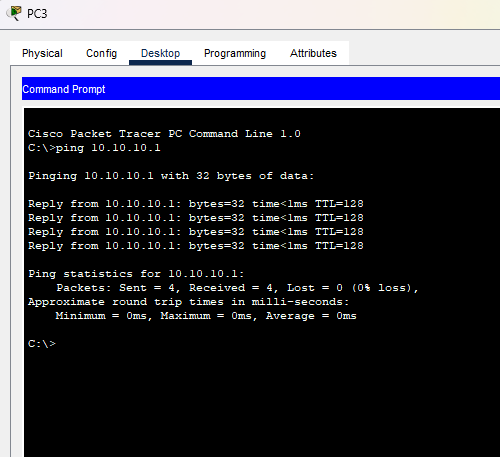 PC3
Physical Config Desktop Programming Attributes
Command Prompt
Cisco Packet Tracer PC Command Line 1.0
C:\>ping 10.10.10.1
Pinging 10.10.10.1 with 32 bytes of data:
Reply from 10.10.10.1: bytes=32 time<1ms TTL=128
Reply from 10.10.10.1: bytes=32 time<1ms TTL=128
Reply from 10.10.10.1: bytes=32 time<1ms TTL=128
Reply from 10.10.10.1: bytes=32 time<1ms TTL=128
Ping statistics for 10.10.10.1:
Packets: Sent = 4, Received = 4, Lost = 0 (0% loss),
Approximate round trip times in milli-seconds:
Minimum = 0ms, Maximum = 0ms, Average = 0ms
C:\>